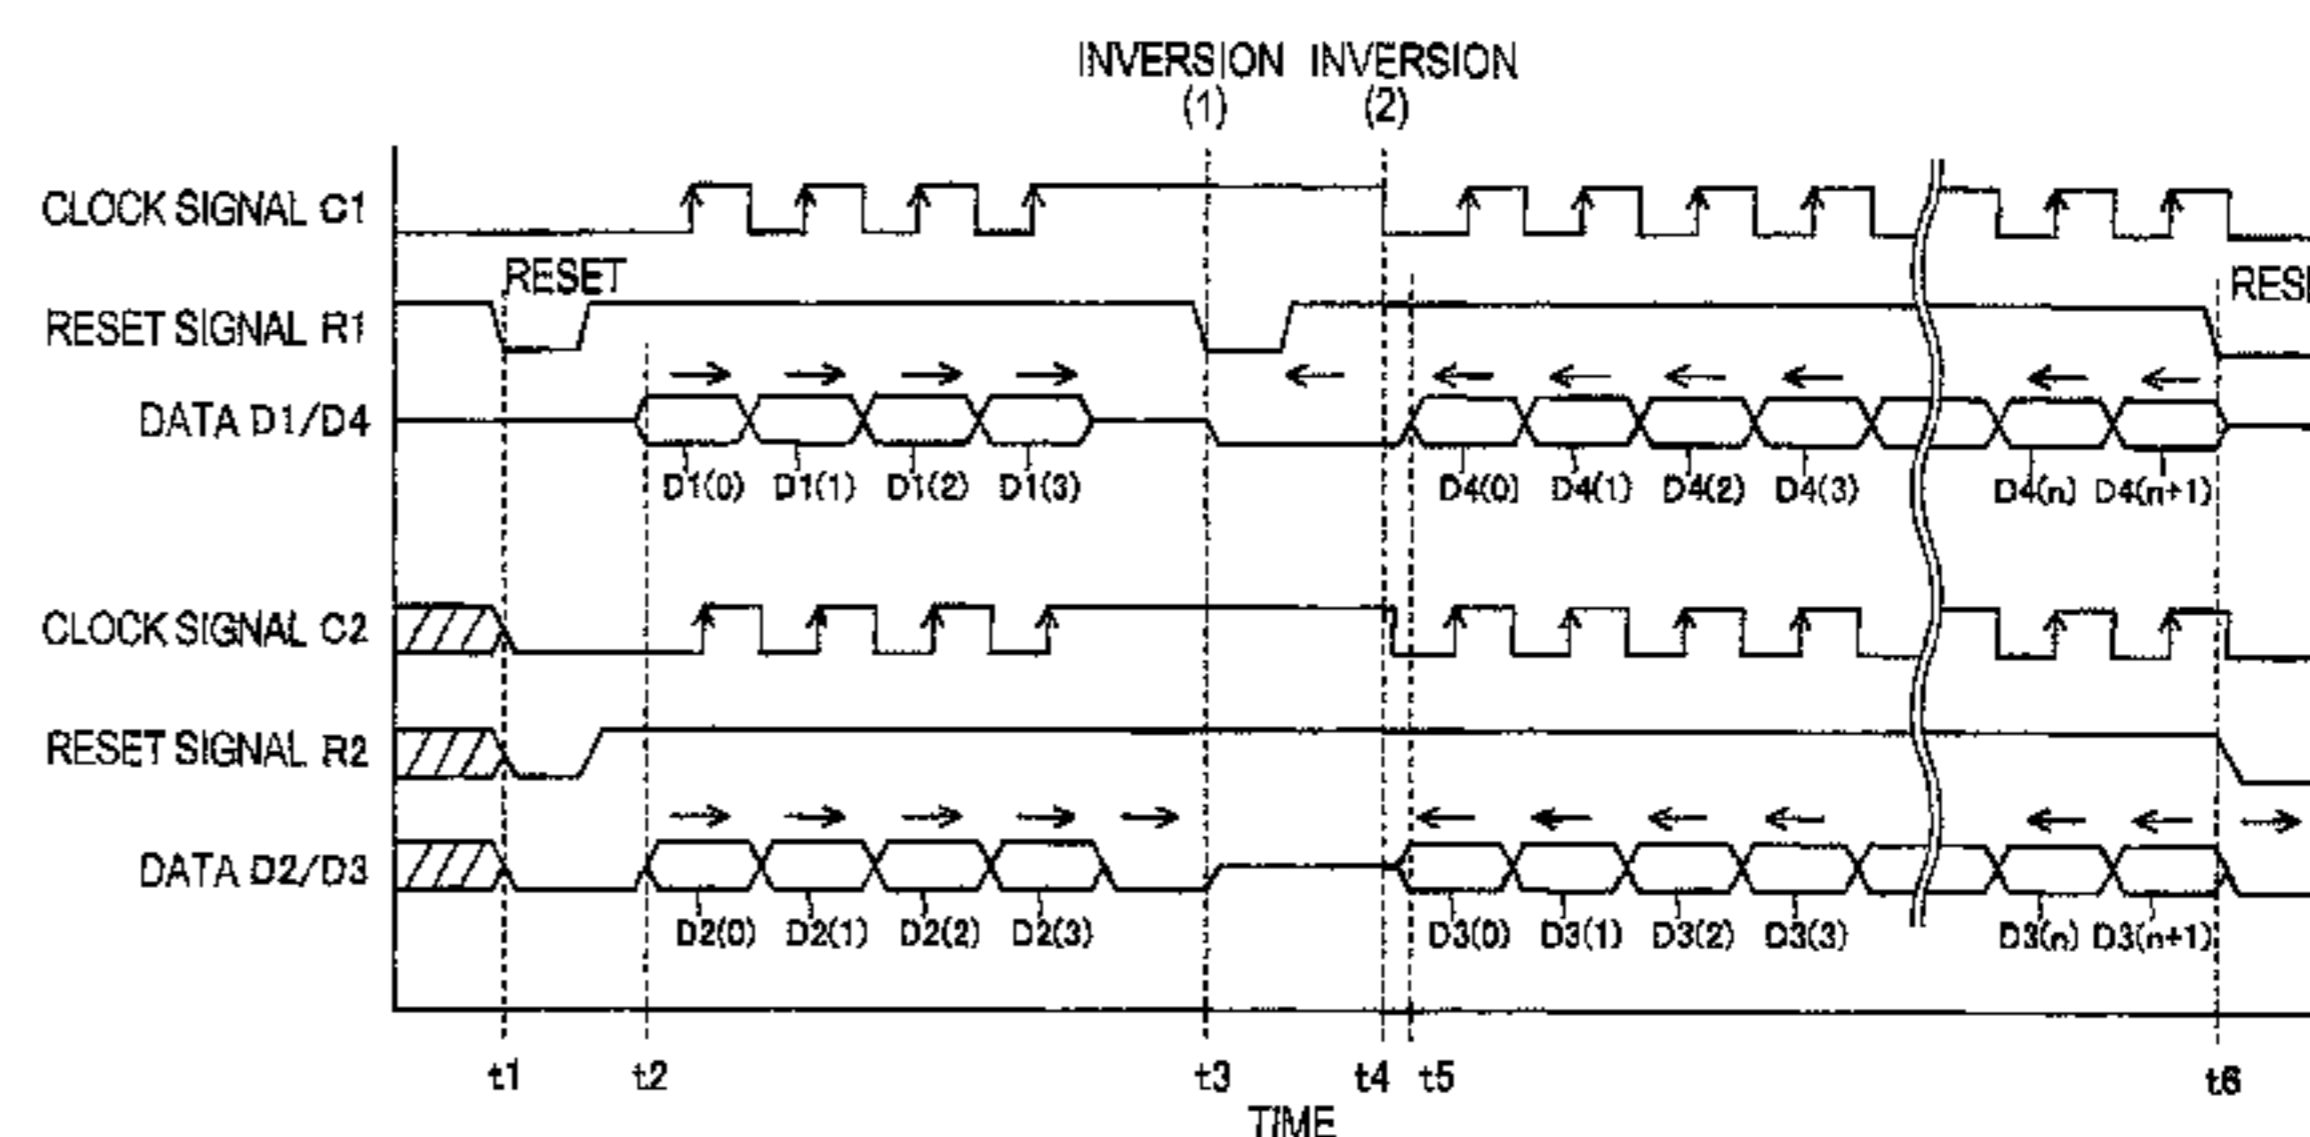 INVERSION INVERSION
(1) (2)
CLOCK SIGNAL C1
RESET
RESE
RESET SIGNAL R1
DATA D1/D4
D1(0) D1(1) D1(2) D1(3) D4(0) D4(1) D4(2) D4(3) D4(n) D4(n+1)
CLOCK SIGNAL C2
RESET SIGNAL R2
DATA D2/D3
D2(0) D2(1) D2(2) D2(3) D3(0) D3(1) D3(2) D3(3) D3(n) D3(n+1)
t1 t2 t3 t4 t5 t6
TIME